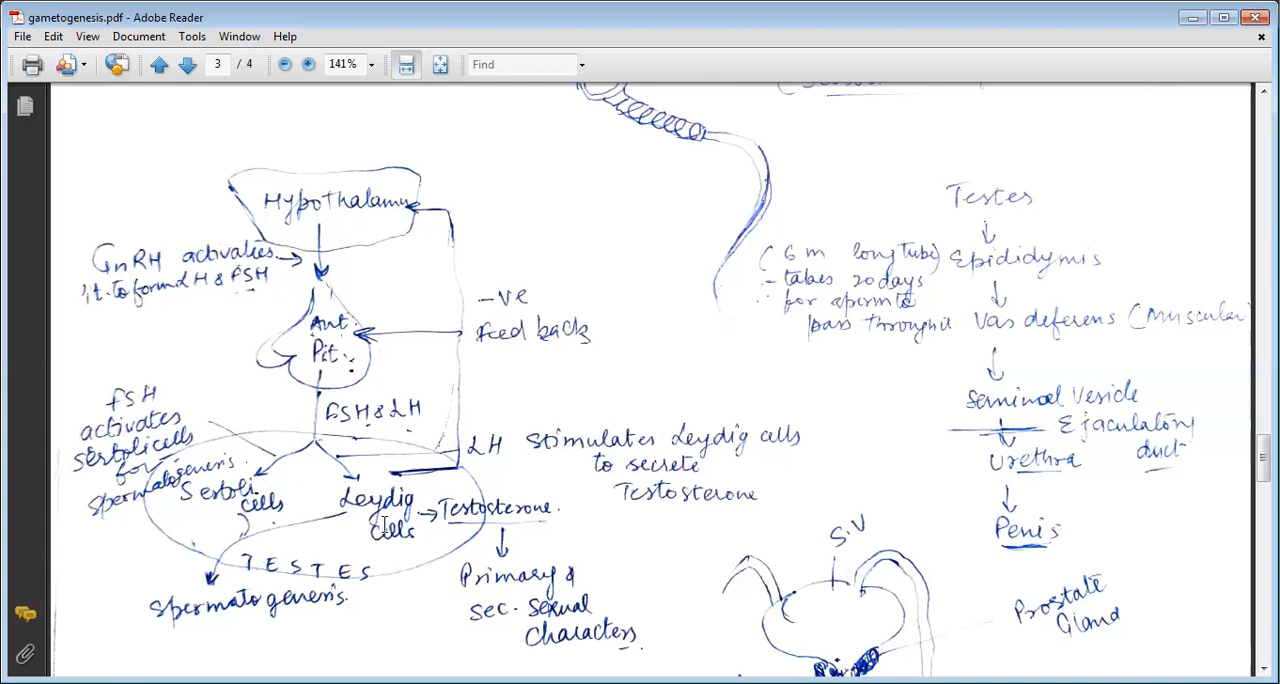 gametogenesis.pdf - Adobe Reader
File Edit View Document Tools Window Help
3 / 4 141% Find
Hypothalamus
GnRH activates
pit. to form LH & FSH
Ant.
Pit.
-ve
Feed back
FSH & LH
FSH
activates
sertolicells
for
spermatogenesis
Sertoli
cells
Leydig
cells
→ Testosterone.
LH stimulates Leydig cells
to secrete
Testosterone
TESTES
Spermatogenesis.
Primary &
sec. sexual
characters
Testes
(6 m long tube) Epididymis
- takes 20 days
∴ for sperm to
pass through it
Vas deferens (Muscular)
Seminal Vesicle
Ejaculatory
duct
Urethra
Penis
S.V
Prostate
Gland